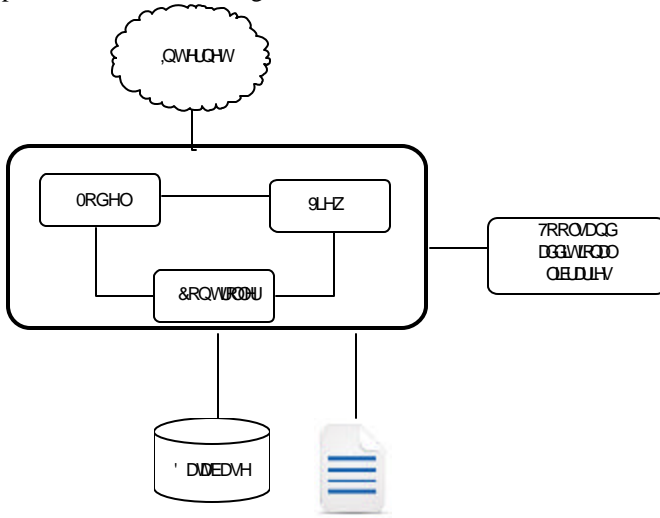 ,QWHUQHW
0RGHO
9LHZ
&RQWUROOHU
7RROVDQG
DGGLWLRQDO
OLEUDULHV
' DWDEDVH